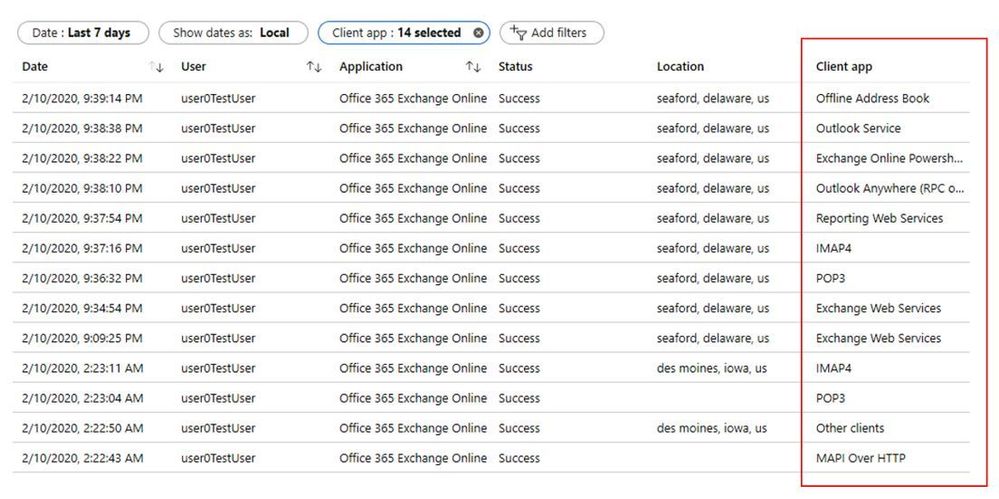 Date : Last 7 days Show dates as: Local Client app : 14 selected Add filters
Date User Application Status Location Client app
2/10/2020, 9:39:14 PM user0TestUser Office 365 Exchange Online Success seaford, delaware, us Offline Address Book
2/10/2020, 9:38:38 PM user0TestUser Office 365 Exchange Online Success seaford, delaware, us Outlook Service
2/10/2020, 9:38:22 PM user0TestUser Office 365 Exchange Online Success seaford, delaware, us Exchange Online Powersh...
2/10/2020, 9:38:10 PM user0TestUser Office 365 Exchange Online Success seaford, delaware, us Outlook Anywhere (RPC o...
2/10/2020, 9:37:54 PM user0TestUser Office 365 Exchange Online Success seaford, delaware, us Reporting Web Services
2/10/2020, 9:37:16 PM user0TestUser Office 365 Exchange Online Success seaford, delaware, us IMAP4
2/10/2020, 9:36:32 PM user0TestUser Office 365 Exchange Online Success seaford, delaware, us POP3
2/10/2020, 9:34:54 PM user0TestUser Office 365 Exchange Online Success seaford, delaware, us Exchange Web Services
2/10/2020, 9:09:25 PM user0TestUser Office 365 Exchange Online Success seaford, delaware, us Exchange Web Services
2/10/2020, 2:23:11 AM user0TestUser Office 365 Exchange Online Success des moines, iowa, us IMAP4
2/10/2020, 2:23:04 AM user0TestUser Office 365 Exchange Online Success POP3
2/10/2020, 2:22:50 AM user0TestUser Office 365 Exchange Online Success des moines, iowa, us Other clients
2/10/2020, 2:22:43 AM user0TestUser Office 365 Exchange Online Success MAPI Over HTTP